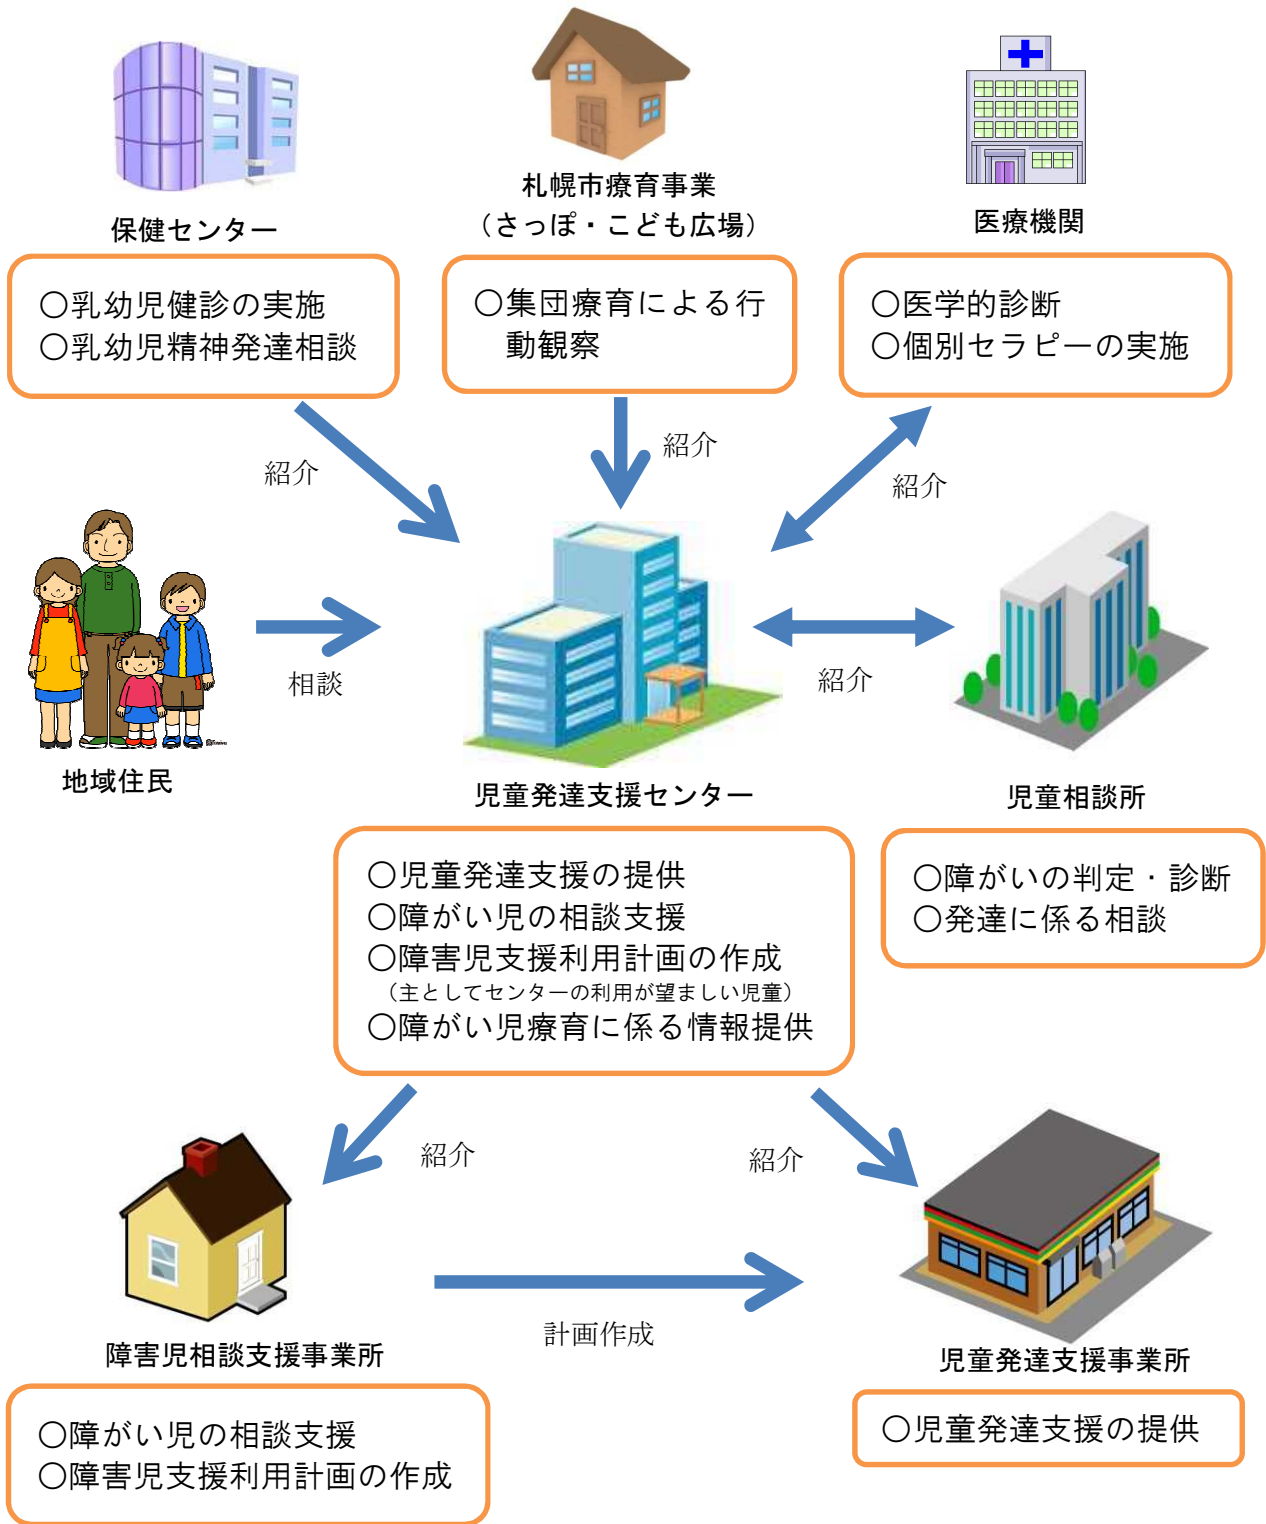 保健センター
○乳幼児健診の実施
○乳幼児精神発達相談
札幌市療育事業
（さっぽ・こども広場）
○集団療育による行
動観察
医療機関
○医学的診断
○個別セラピーの実施
紹介
紹介
紹介
地域住民
相談
児童発達支援センター
○児童発達支援の提供
○障がい児の相談支援
○障害児支援利用計画の作成
（主としてセンターの利用が望ましい児童）
○障がい児療育に係る情報提供
紹介
児童相談所
○障がいの判定・診断
○発達に係る相談
紹介
紹介
障害児相談支援事業所
○障がい児の相談支援
○障害児支援利用計画の作成
計画作成
児童発達支援事業所
○児童発達支援の提供